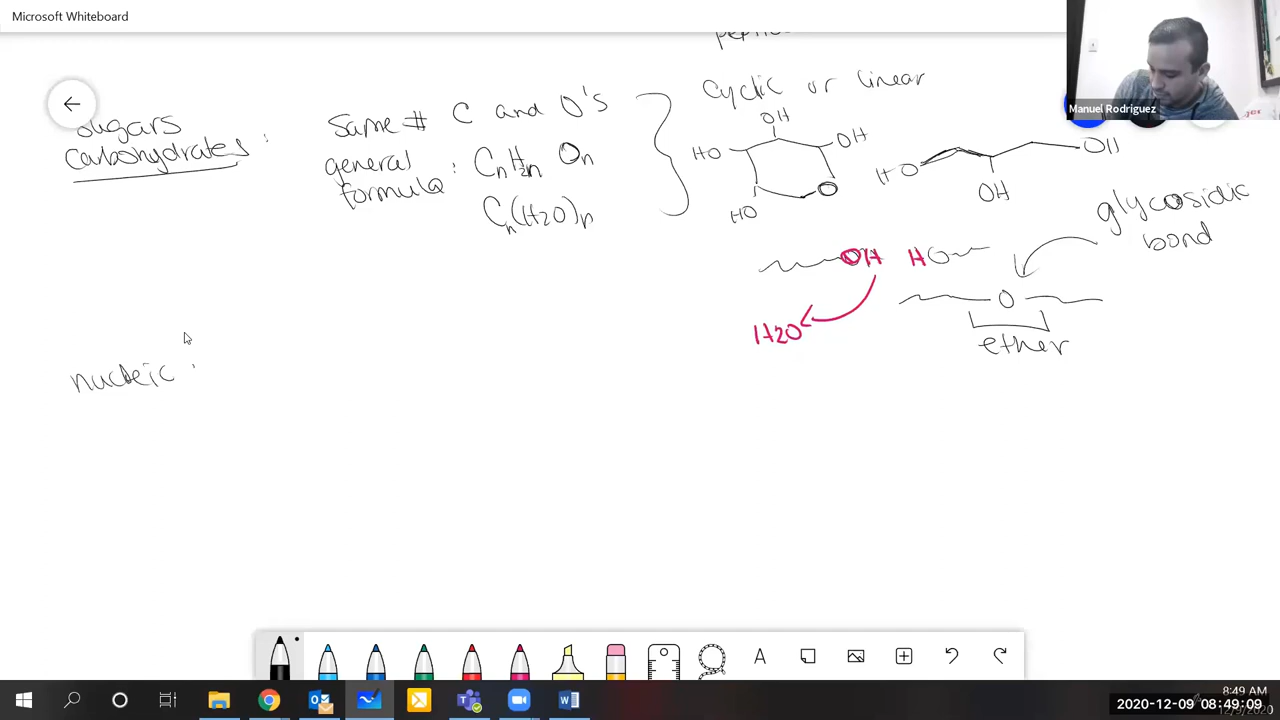 Microsoft Whiteboard
Manuel Rodriguez
Cyclic or linear
sugars
carbohydrates :
Same # C and O's
general
formula : CnH2n On
Cn(H2O)n
OH
HO
OH
O
HO
HO
OH
OH
glycosidic
bond
OH
HO
H2O
O
ether
nucleic :
A
8:49 AM
2020-12-09 08:49:09